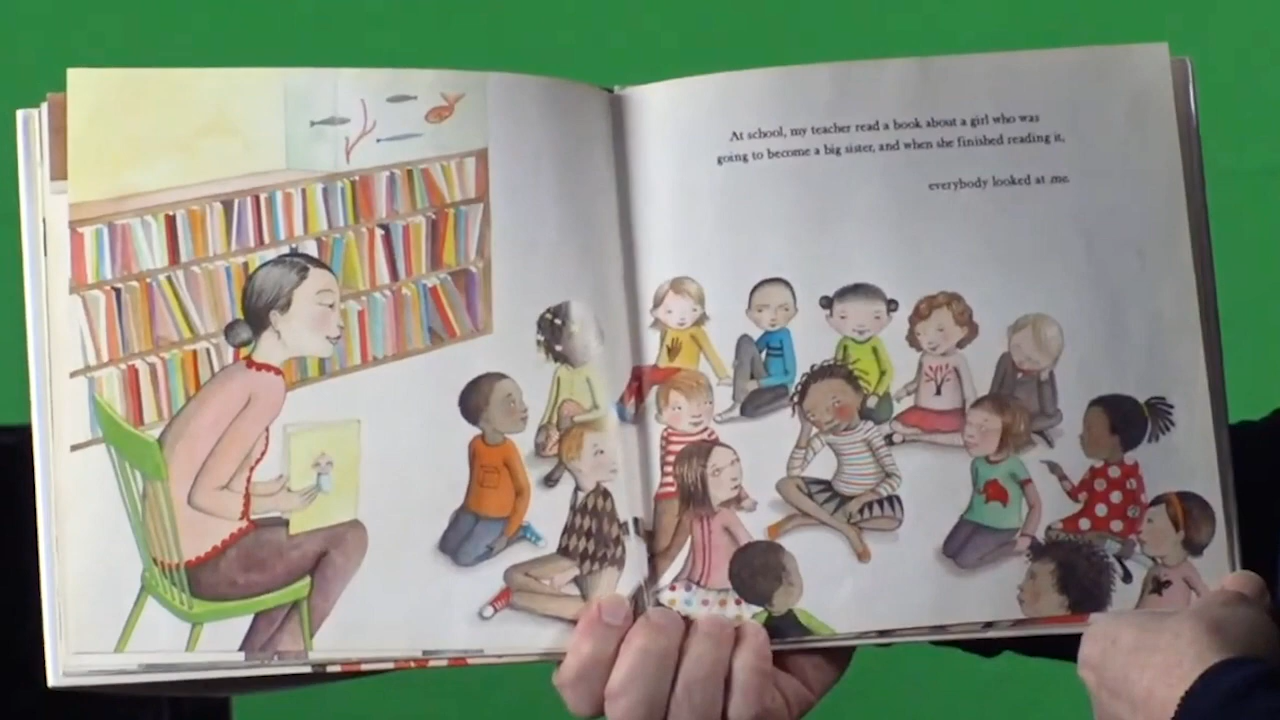 At school, my teacher read a book about a girl who was
going to become a big sister, and when she finished reading it,
everybody looked at me.